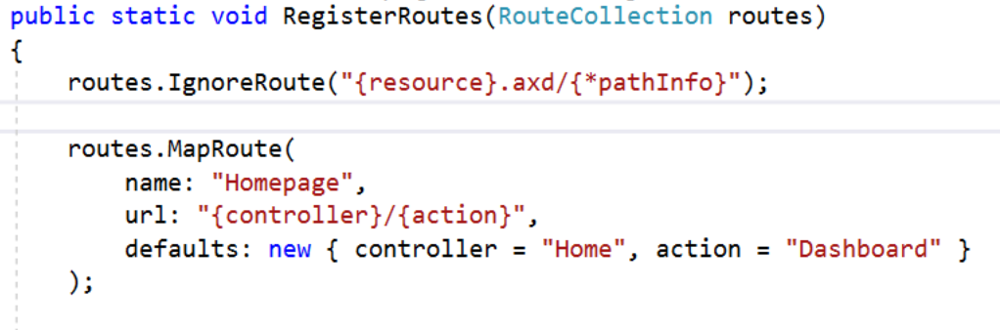 public static void RegisterRoutes(RouteCollection routes)
{
routes.IgnoreRoute("{resource}.axd/{*pathInfo}");
routes.MapRoute(
name: "Homepage",
url: "{controller}/{action}",
defaults: new { controller = "Home", action = "Dashboard" }
);